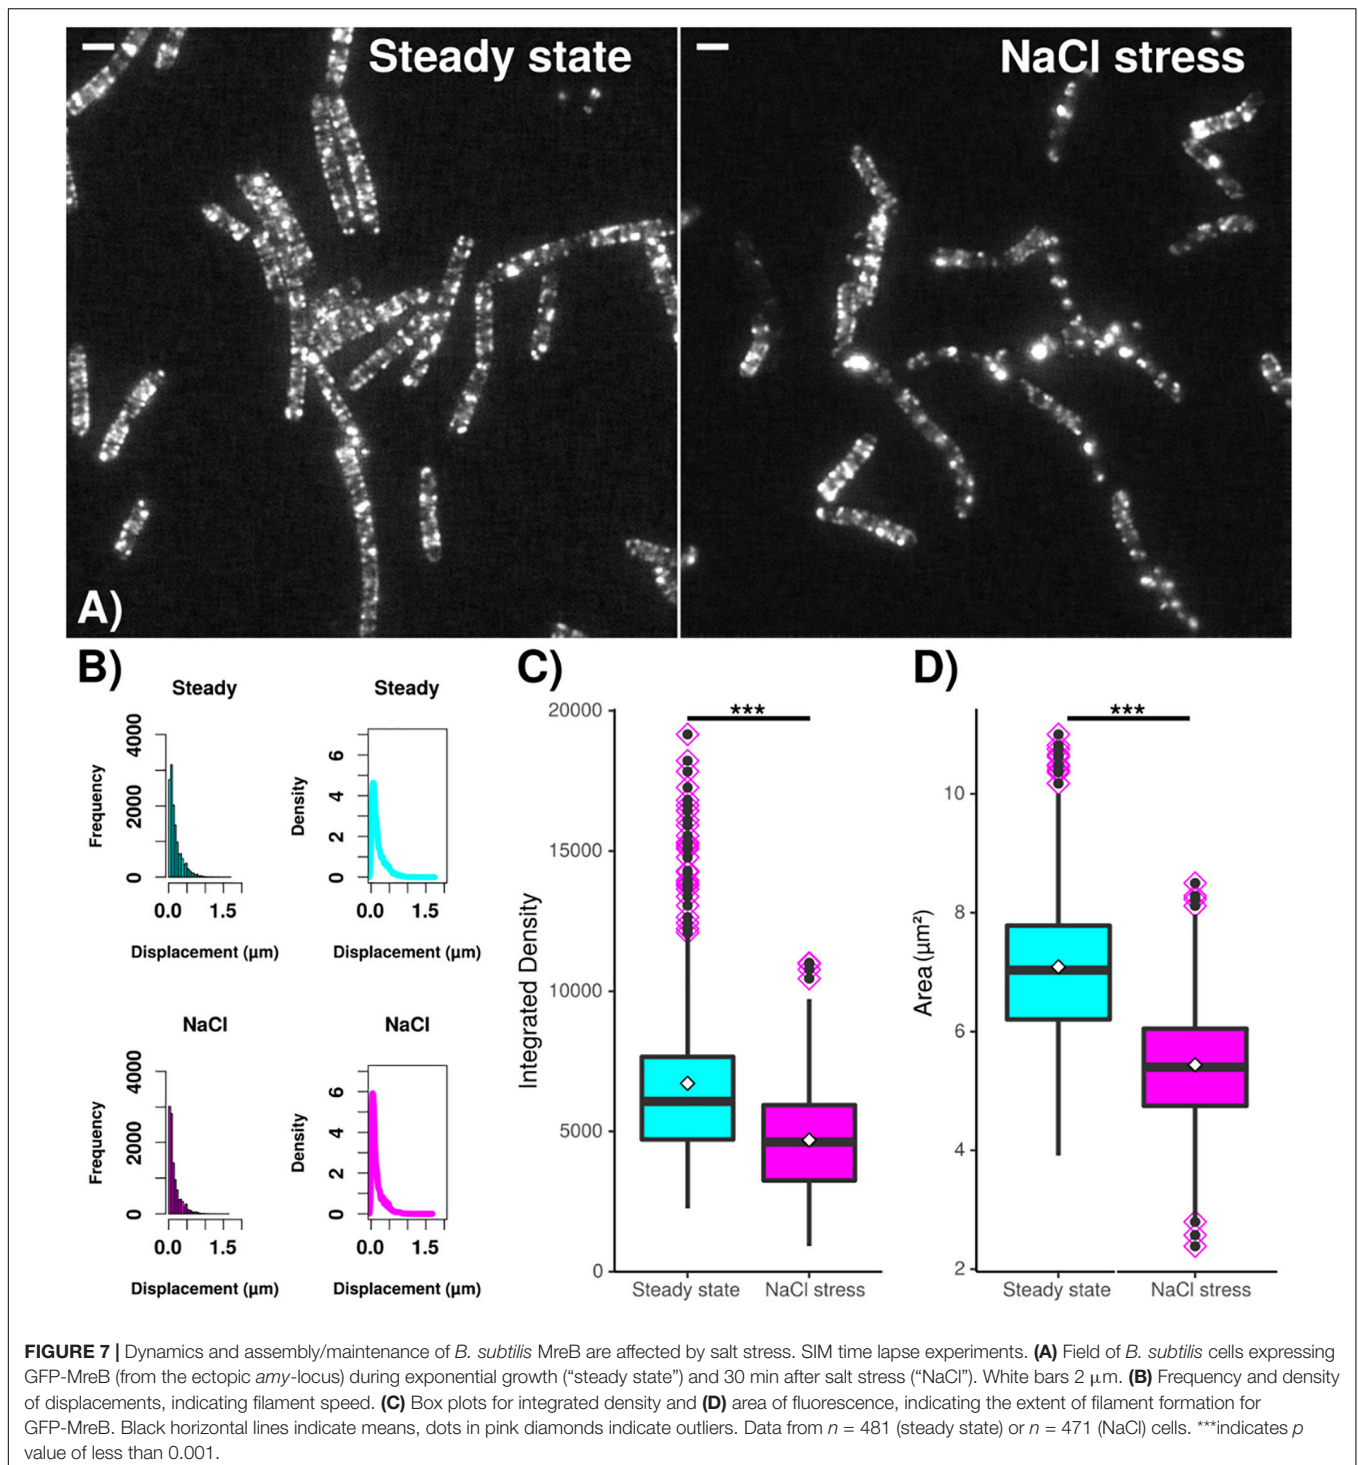 Steady state
NaCl stress
A)
B)
Steady
Frequency
0
2000
4000
0.0
1.5
Displacement (µm)
Steady
Density
0
2
4
6
0.0
1.5
Displacement (µm)
NaCl
Frequency
0
2000
4000
0.0
1.5
Displacement (µm)
NaCl
Density
0
2
4
6
0.0
1.5
Displacement (µm)
C)
***
Integrated Density
20000
15000
10000
5000
0
Steady state
NaCl stress
D)
***
Area (µm²)
10
8
6
4
2
Steady state
NaCl stress
FIGURE 7 | Dynamics and assembly/maintenance of B. subtilis MreB are affected by salt stress. SIM time lapse experiments. (A) Field of B. subtilis cells expressing
GFP-MreB (from the ectopic amy-locus) during exponential growth (“steady state”) and 30 min after salt stress (“NaCl”). White bars 2 µm. (B) Frequency and density
of displacements, indicating filament speed. (C) Box plots for integrated density and (D) area of fluorescence, indicating the extent of filament formation for
GFP-MreB. Black horizontal lines indicate means, dots in pink diamonds indicate outliers. Data from n = 481 (steady state) or n = 471 (NaCl) cells. ***indicates p
value of less than 0.001.